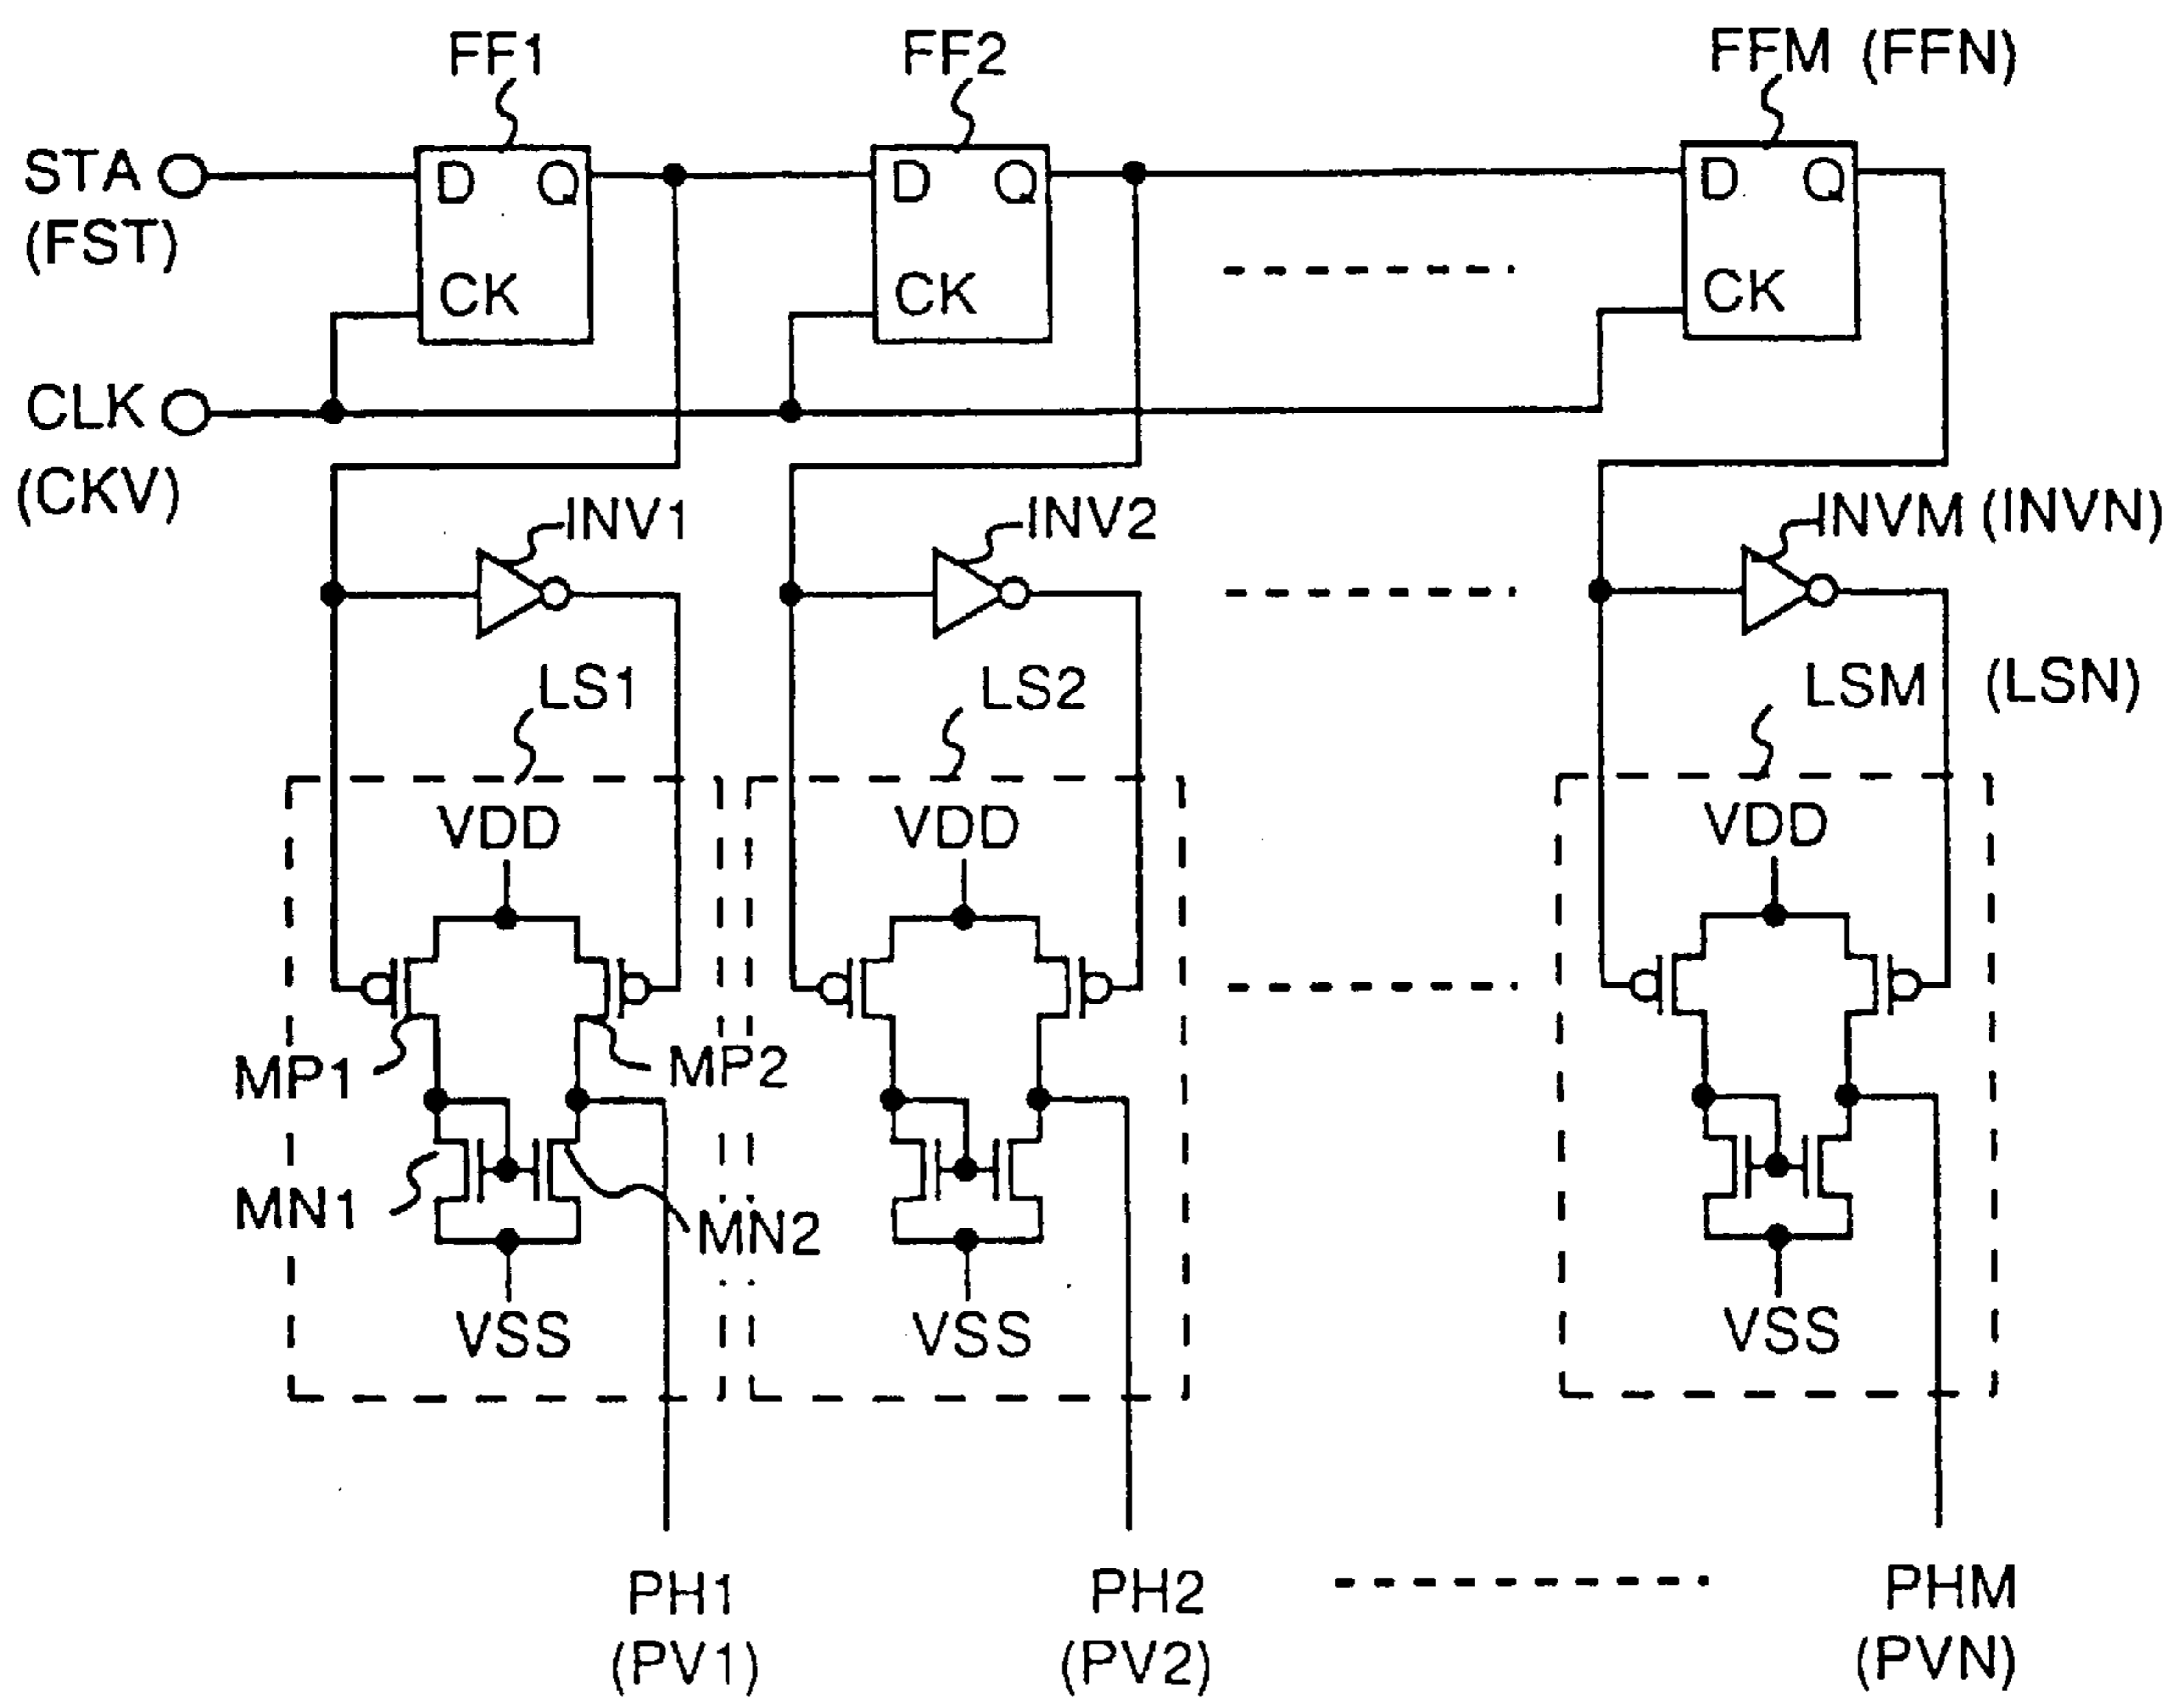 FF1 FF2 FFM (FFN)
STA D Q D Q D Q
(FST)
CK CK CK
CLK
(CKV)
INV1 INV2 INVM (INVN)
LS1 LS2 LSM (LSN)
VDD VDD VDD
MP1 MP2
MN1 MN2
VSS VSS VSS
PH1 PH2 PHM
(PV1) (PV2) (PVN)